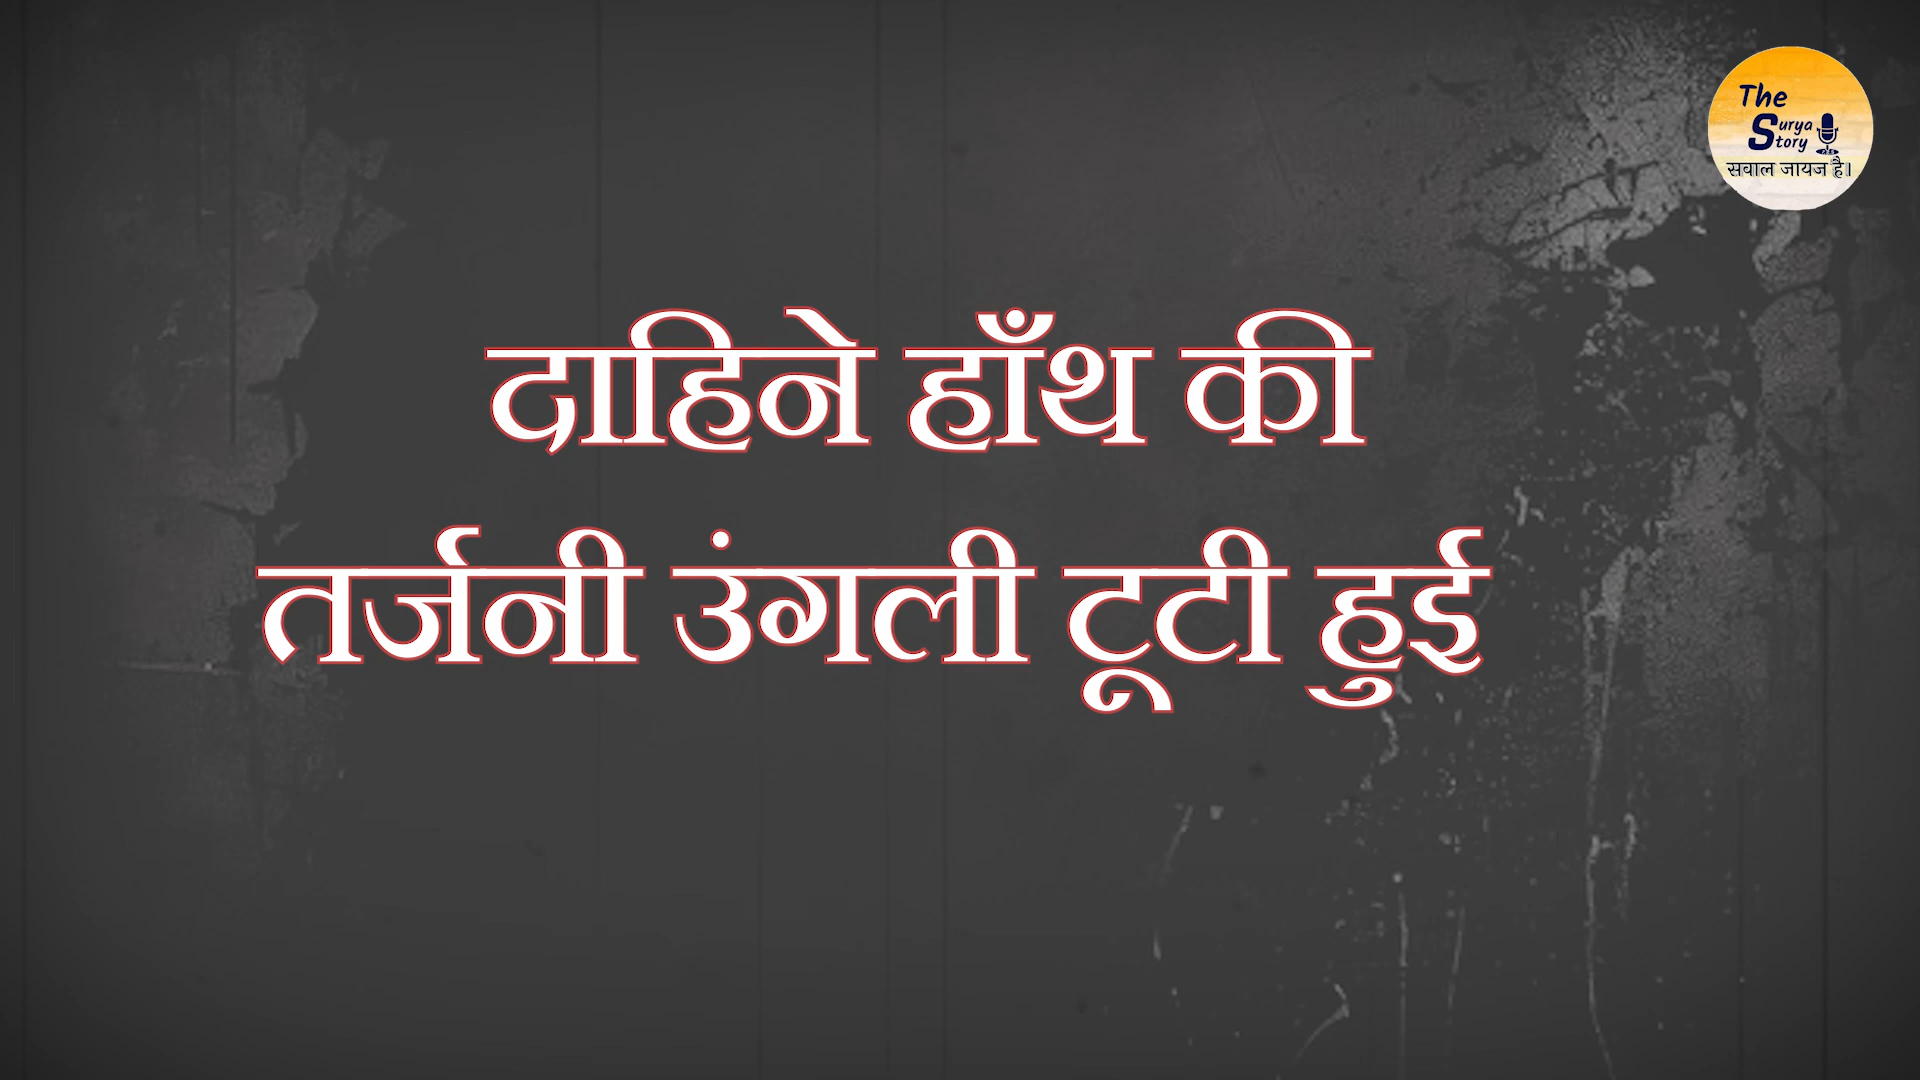 The
Surya
Story
सवाल जायज है।
दाहिने हाँथ की
तर्जनी उंगली टूटी हुई